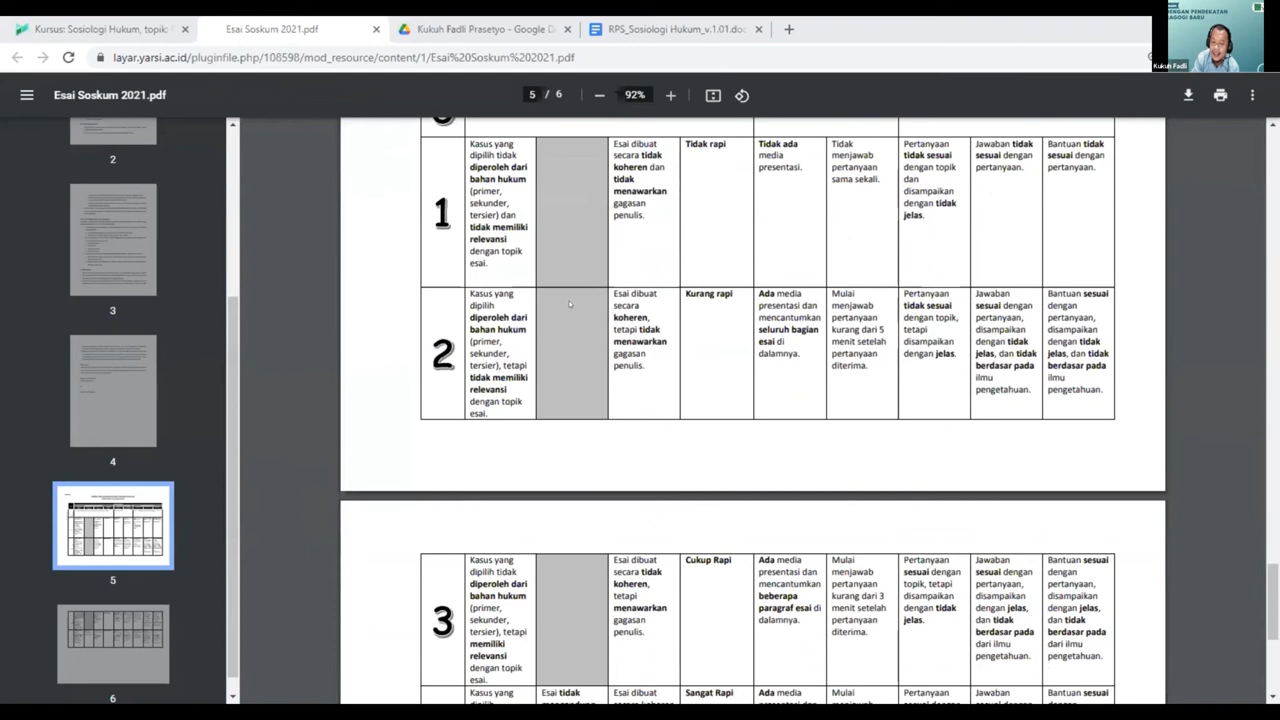 DENGAN PENDEKATAN
AGOGI BARU
Kukuh Fadli
Kursus: Sosiologi Hukum, topik:
Esai Soskum 2021.pdf
Kukuh Fadli Prasetyo - Google D
RPS_Sosiologi Hukum_v.1.01.doc
layar.yarsi.ac.id/pluginfile.php/108598/mod_resource/content/1/Esai%20Soskum%202021.pdf
Esai Soskum 2021.pdf
5 / 6
92%
2
3
4
5
6
1
Kasus yang
dipilih tidak
diperoleh dari
bahan hukum
(primer,
sekunder,
tersier) dan
tidak memiliki
relevansi
dengan topik
esai.
Esai dibuat
secara tidak
koheren dan
tidak
menawarkan
gagasan
penulis.
Tidak rapi
Tidak ada
media
presentasi.
Tidak
menjawab
pertanyaan
sama sekali.
Pertanyaan
tidak sesuai
dengan topik
dan
disampaikan
dengan tidak
jelas.
Jawaban tidak
sesuai dengan
pertanyaan.
Bantuan tidak
sesuai dengan
pertanyaan.
2
Kasus yang
dipilih
diperoleh dari
bahan hukum
(primer,
sekunder,
tersier), tetapi
tidak memiliki
relevansi
dengan topik
esai.
Esai dibuat
secara
koheren,
tetapi tidak
menawarkan
gagasan
penulis.
Kurang rapi
Ada media
presentasi dan
mencantumkan
seluruh bagian
esai di
dalamnya.
Mulai
menjawab
pertanyaan
kurang dari 5
menit setelah
pertanyaan
diterima.
Pertanyaan
tidak sesuai
dengan topik,
tetapi
disampaikan
dengan jelas.
Jawaban
sesuai dengan
pertanyaan,
disampaikan
dengan tidak
jelas, dan tidak
berdasar pada
ilmu
pengetahuan.
Bantuan sesuai
dengan
pertanyaan,
disampaikan
dengan tidak
jelas, dan tidak
berdasar pada
ilmu
pengetahuan.
3
Kasus yang
dipilih tidak
diperoleh dari
bahan hukum
(primer,
sekunder,
tersier), tetapi
memiliki
relevansi
dengan topik
esai.
Esai dibuat
secara tidak
koheren,
tetapi
menawarkan
gagasan
penulis.
Cukup Rapi
Ada media
presentasi dan
mencantumkan
beberapa
paragraf esai di
dalamnya.
Mulai
menjawab
pertanyaan
kurang dari 3
menit setelah
pertanyaan
diterima.
Pertanyaan
sesuai dengan
topik, tetapi
disampaikan
dengan tidak
jelas.
Jawaban
sesuai dengan
pertanyaan,
disampaikan
dengan jelas,
dan tidak
berdasar pada
dari ilmu
pengetahuan.
Bantuan sesuai
dengan
pertanyaan,
disampaikan
dengan jelas,
dan tidak
berdasar pada
dari ilmu
pengetahuan.
Kasus yang
Esai tidak
Esai dibuat
Sangat Rapi
Ada media
Mulai
Pertanyaan
Jawaban
Bantuan sesuai